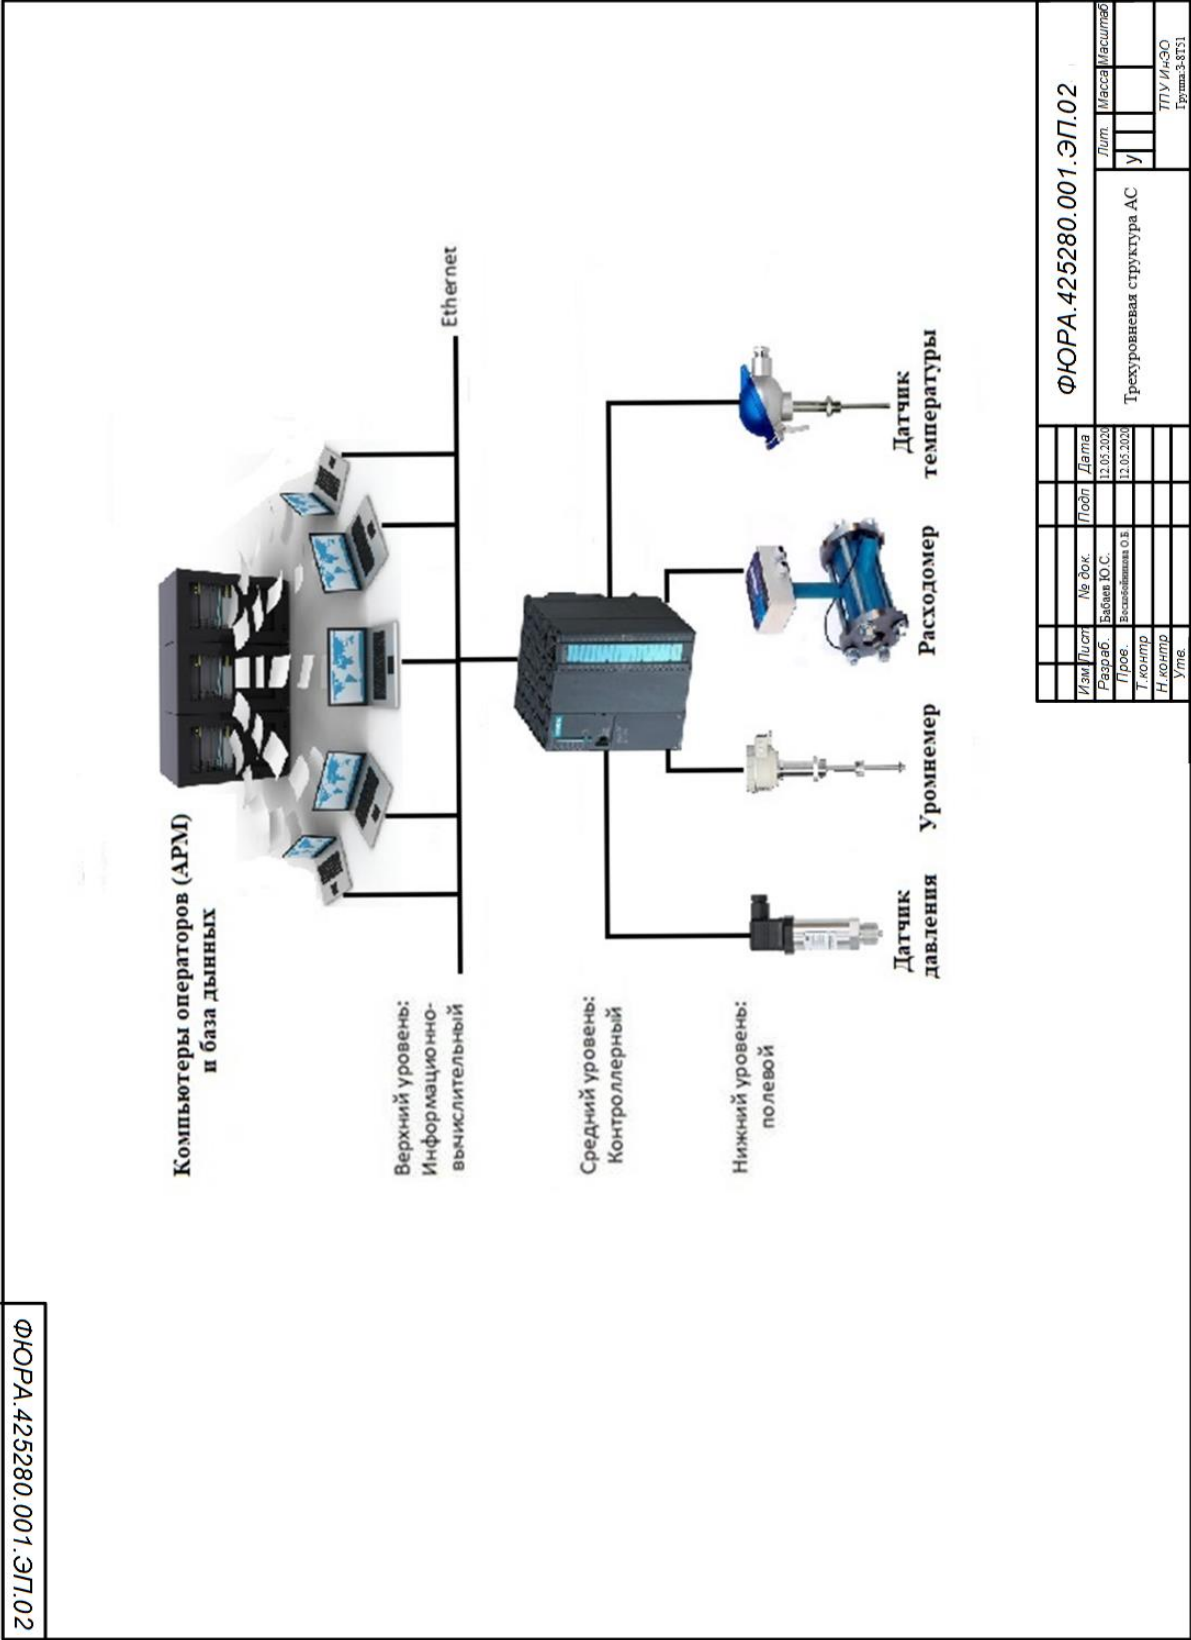 ФЮРА.425280.001.ЭП.02
Компьютеры операторов (АРМ)
и база дынных
Верхний уровень:
Информационно-
вычислительный
Ethernet
Средний уровень:
Контроллерный
Нижний уровень:
полевой
Датчик
давления
Уромнемер
Расходомер
Датчик
температуры
ФЮРА.425280.001.ЭП.02
Изм. Лист № док. Подп Дата
Разраб. Бабаев Ю.С. 12.05.2020
Пров. О.В. 12.05.2020
Т.контр
Н.контр
Утв.
Трехуровневая структура АС
Лит. Масса Масштаб
у
ТПУ ИнЭО
Группа:З-8Т51